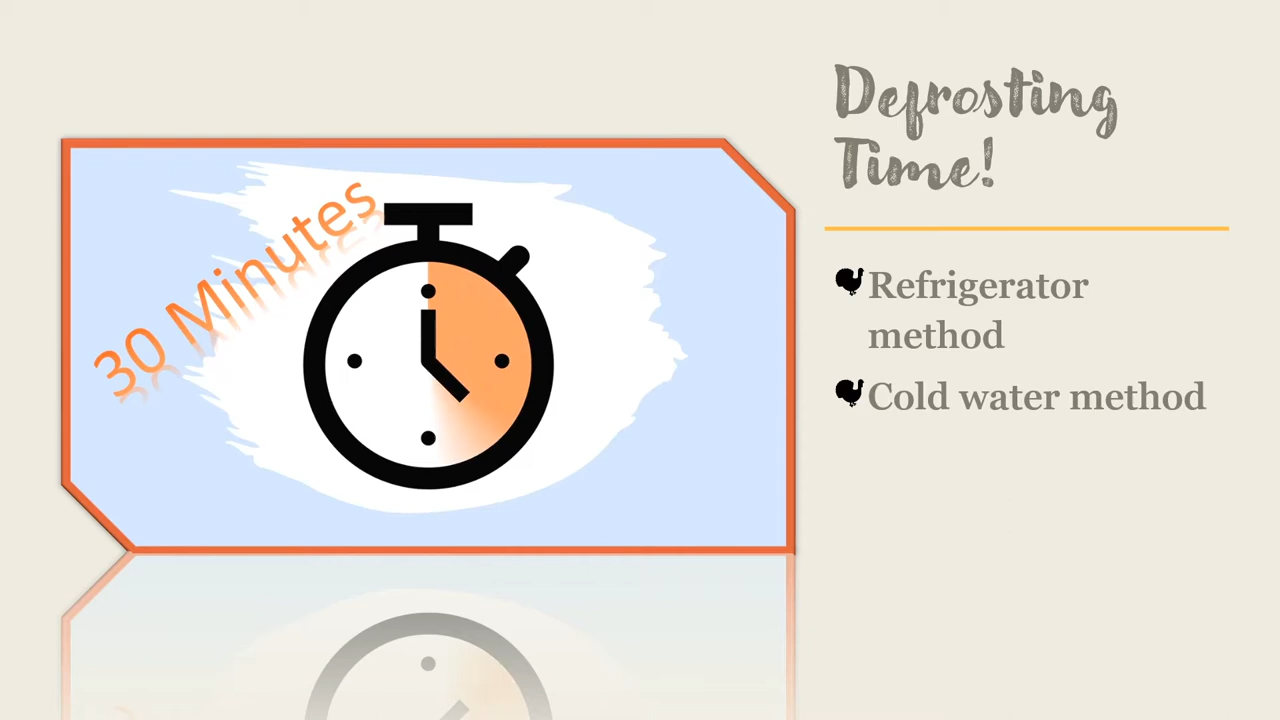 Defrosting
Time!
30 Minutes
Refrigerator
method
Cold water method